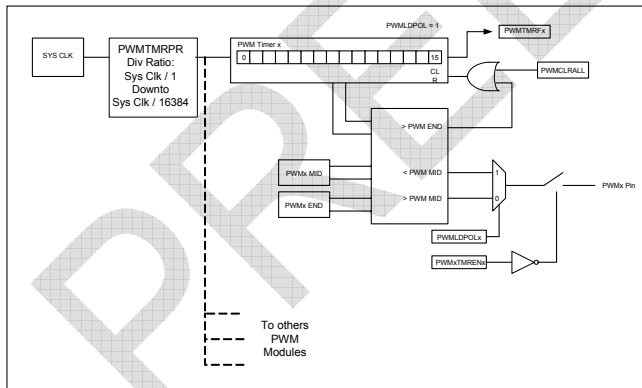 PWMLDPOL = 1
PWMTMRFx
SYS CLK
PWMTMRPR
Div Ratio:
Sys Clk / 1
Downto
Sys Clk / 16384
PWM Timer x
0
15
CL
R
PWMCLRALL
> PWM END
PWMx MID
< PWM MID
1
PWMx Pin
PWMx END
> PWM MID
0
PWMLDPOLx
PWMxTMRENx
To others
PWM
Modules